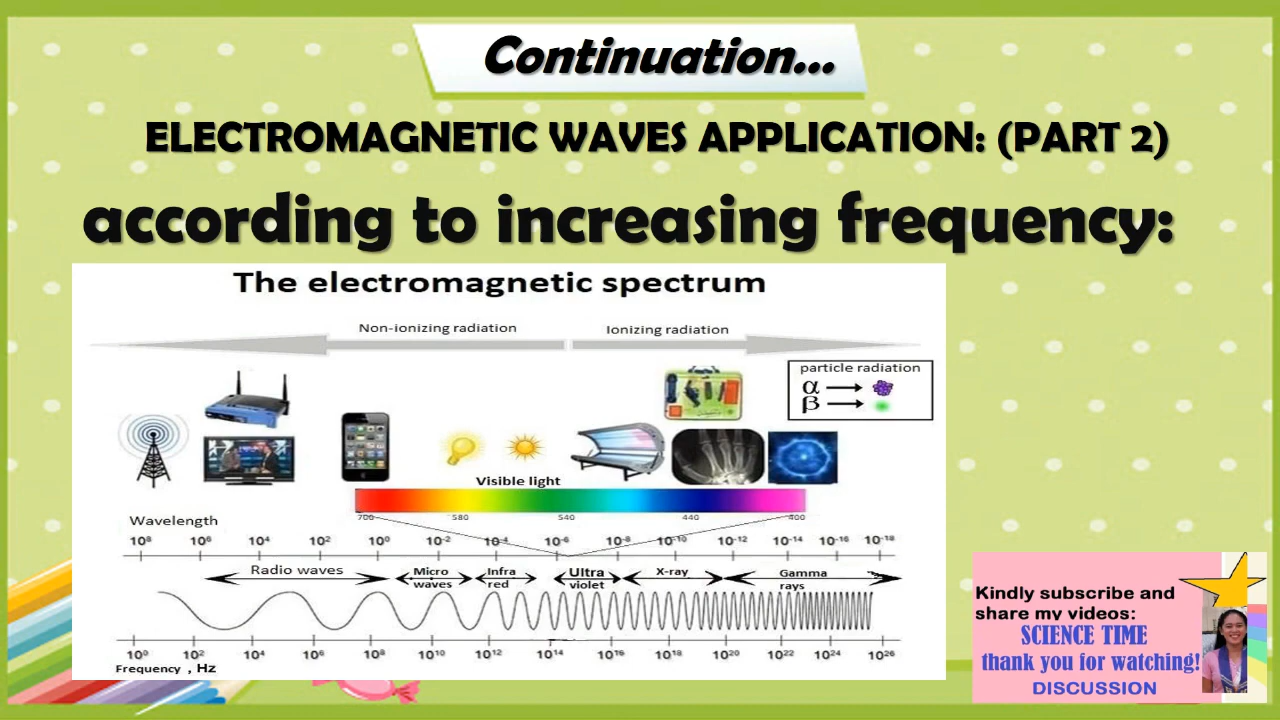 Continuation...
ELECTROMAGNETIC WAVES APPLICATION: (PART 2)
according to increasing frequency:
The electromagnetic spectrum
Non-ionizing radiation
Ionizing radiation
particle radiation
α
β
Visible light
700 580 540 440 400
Wavelength
10⁸ 10⁶ 10⁴ 10² 10⁰ 10⁻² 10⁻⁴ 10⁻⁶ 10⁻⁸ 10⁻¹⁰ 10⁻¹² 10⁻¹⁴ 10⁻¹⁶ 10⁻¹⁸
Radio waves
Micro
waves
Infra
red
Ultra
violet
X-ray
Gamma
rays
10⁰ 10² 10⁴ 10⁶ 10⁸ 10¹⁰ 10¹² 10¹⁴ 10¹⁶ 10¹⁸ 10²⁰ 10²² 10²⁴ 10²⁶
Frequency , Hz
Kindly subscribe and
share my videos:
SCIENCE TIME
thank you for watching!
DISCUSSION